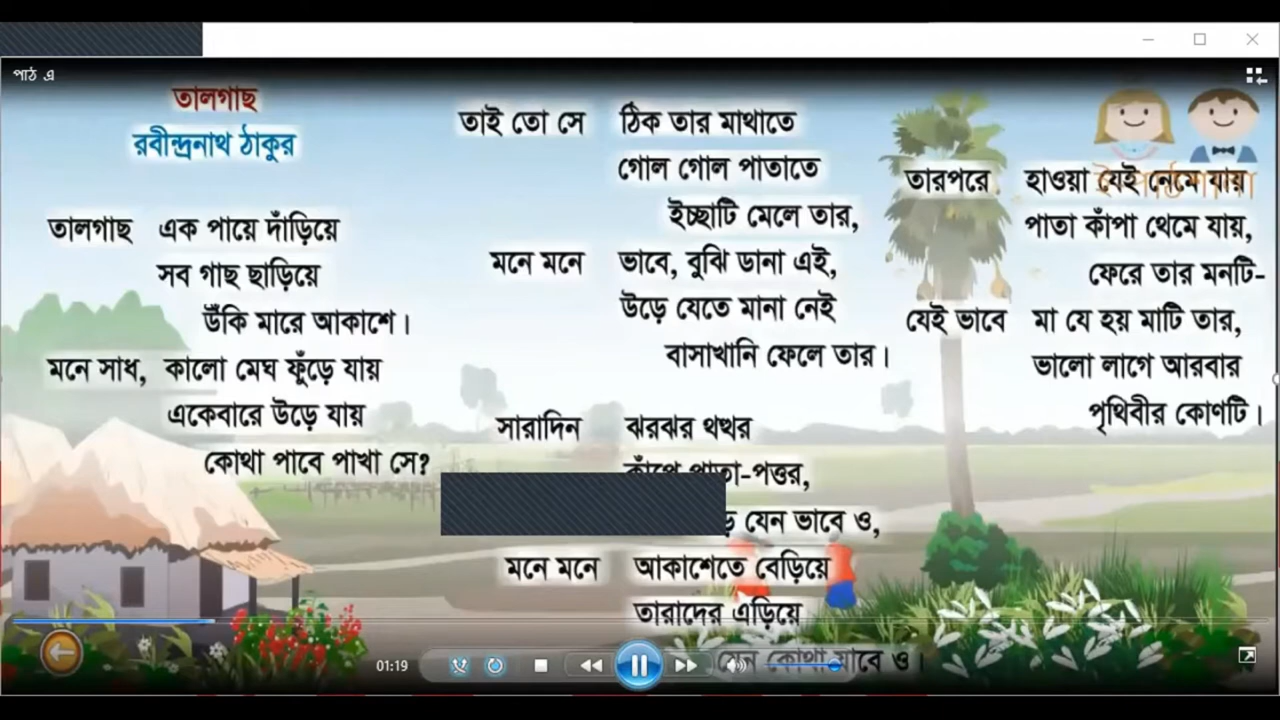 পাঠ এ
তালগাছ
রবীন্দ্রনাথ ঠাকুর
তালগাছ এক পায়ে দাঁড়িয়ে
সব গাছ ছাড়িয়ে
উঁকি মারে আকাশে।
মনে সাধ, কালো মেঘ ফুঁড়ে যায়
একেবারে উড়ে যায়
কোথা পাবে পাখা সে?
তাই তো সে ঠিক তার মাথাতে
গোল গোল পাতাতে
ইচ্ছাটি মেলে তার,
মনে মনে ভাবে, বুঝি ডানা এই,
উড়ে যেতে মানা নেই
বাসাখানি ফেলে তার।
সারাদিন ঝরঝর থত্থর
কাঁপে পাতা-পত্তর,
যেন ভাবে ও,
মনে মনে আকাশেতে বেড়িয়ে
তারাদের এড়িয়ে
যেন কোথা যাবে ও।
তারপরে হাওয়া যেই নেমে যায়
পাতা কাঁপা থেমে যায়,
ফেরে তার মনটি-
যেই ভাবে মা যে হয় মাটি তার,
ভালো লাগে আরবার
পৃথিবীর কোণটি।
01:19